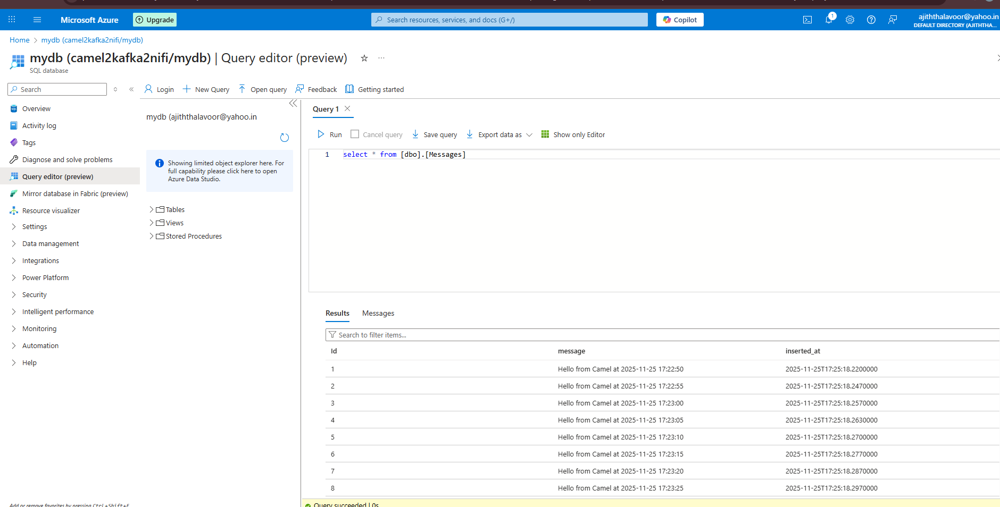 Microsoft Azure
Upgrade
Search resources, services, and docs (G+/)
Copilot
1
ajiththalavoor@yahoo.in
DEFAULT DIRECTORY (AJITHTHA...
Home > mydb (camel2kafka2nifi/mydb)
mydb (camel2kafka2nifi/mydb) | Query editor (preview)
...
SQL database
Search
Login
New Query
Open query
Feedback
Getting started
Overview
Activity log
Tags
Diagnose and solve problems
Query editor (preview)
Mirror database in Fabric (preview)
Resource visualizer
Settings
Data management
Integrations
Power Platform
Security
Intelligent performance
Monitoring
Automation
Help
Add or remove favorites by pressing Ctrl+Shift+F
mydb (ajiththalavoor@yahoo.in
Showing limited object explorer here. For
full capability please click here to open
Azure Data Studio.
Tables
Views
Stored Procedures
Query 1
Run
Cancel query
Save query
Export data as
Show only Editor
1 select * from [dbo].[Messages]
Results
Messages
Search to filter items...
Id message inserted_at
1 Hello from Camel at 2025-11-25 17:22:50 2025-11-25T17:25:18.2200000
2 Hello from Camel at 2025-11-25 17:22:55 2025-11-25T17:25:18.2470000
3 Hello from Camel at 2025-11-25 17:23:00 2025-11-25T17:25:18.2570000
4 Hello from Camel at 2025-11-25 17:23:05 2025-11-25T17:25:18.2630000
5 Hello from Camel at 2025-11-25 17:23:10 2025-11-25T17:25:18.2700000
6 Hello from Camel at 2025-11-25 17:23:15 2025-11-25T17:25:18.2770000
7 Hello from Camel at 2025-11-25 17:23:20 2025-11-25T17:25:18.2870000
8 Hello from Camel at 2025-11-25 17:23:25 2025-11-25T17:25:18.2970000
Query succeeded | 0s